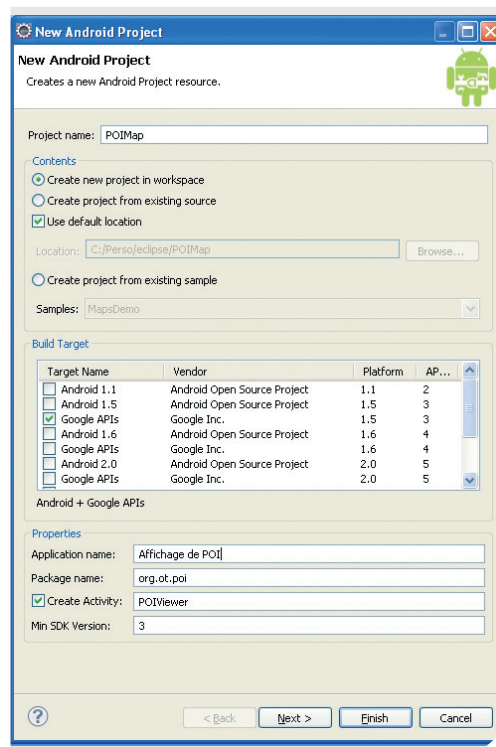 New Android Project
New Android Project
Creates a new Android Project resource.
Project name: POIMap
Contents
Create new project in workspace
Create project from existing source
Use default location
Location: C:/Perso/eclipse/POIMap Browse...
Create project from existing sample
Samples: MapsDemo
Build Target
Target Name Vendor Platform AP...
Android 1.1 Android Open Source Project 1.1 2
Android 1.5 Android Open Source Project 1.5 3
Google APIs Google Inc. 1.5 3
Android 1.6 Android Open Source Project 1.6 4
Google APIs Google Inc. 1.6 4
Android 2.0 Android Open Source Project 2.0 5
Google APIs Google Inc. 2.0 5
Android + Google APIs
Properties
Application name: Affichage de POI
Package name: org.ot.poi
Create Activity: POIViewer
Min SDK Version: 3
? < Back Next > Finish Cancel